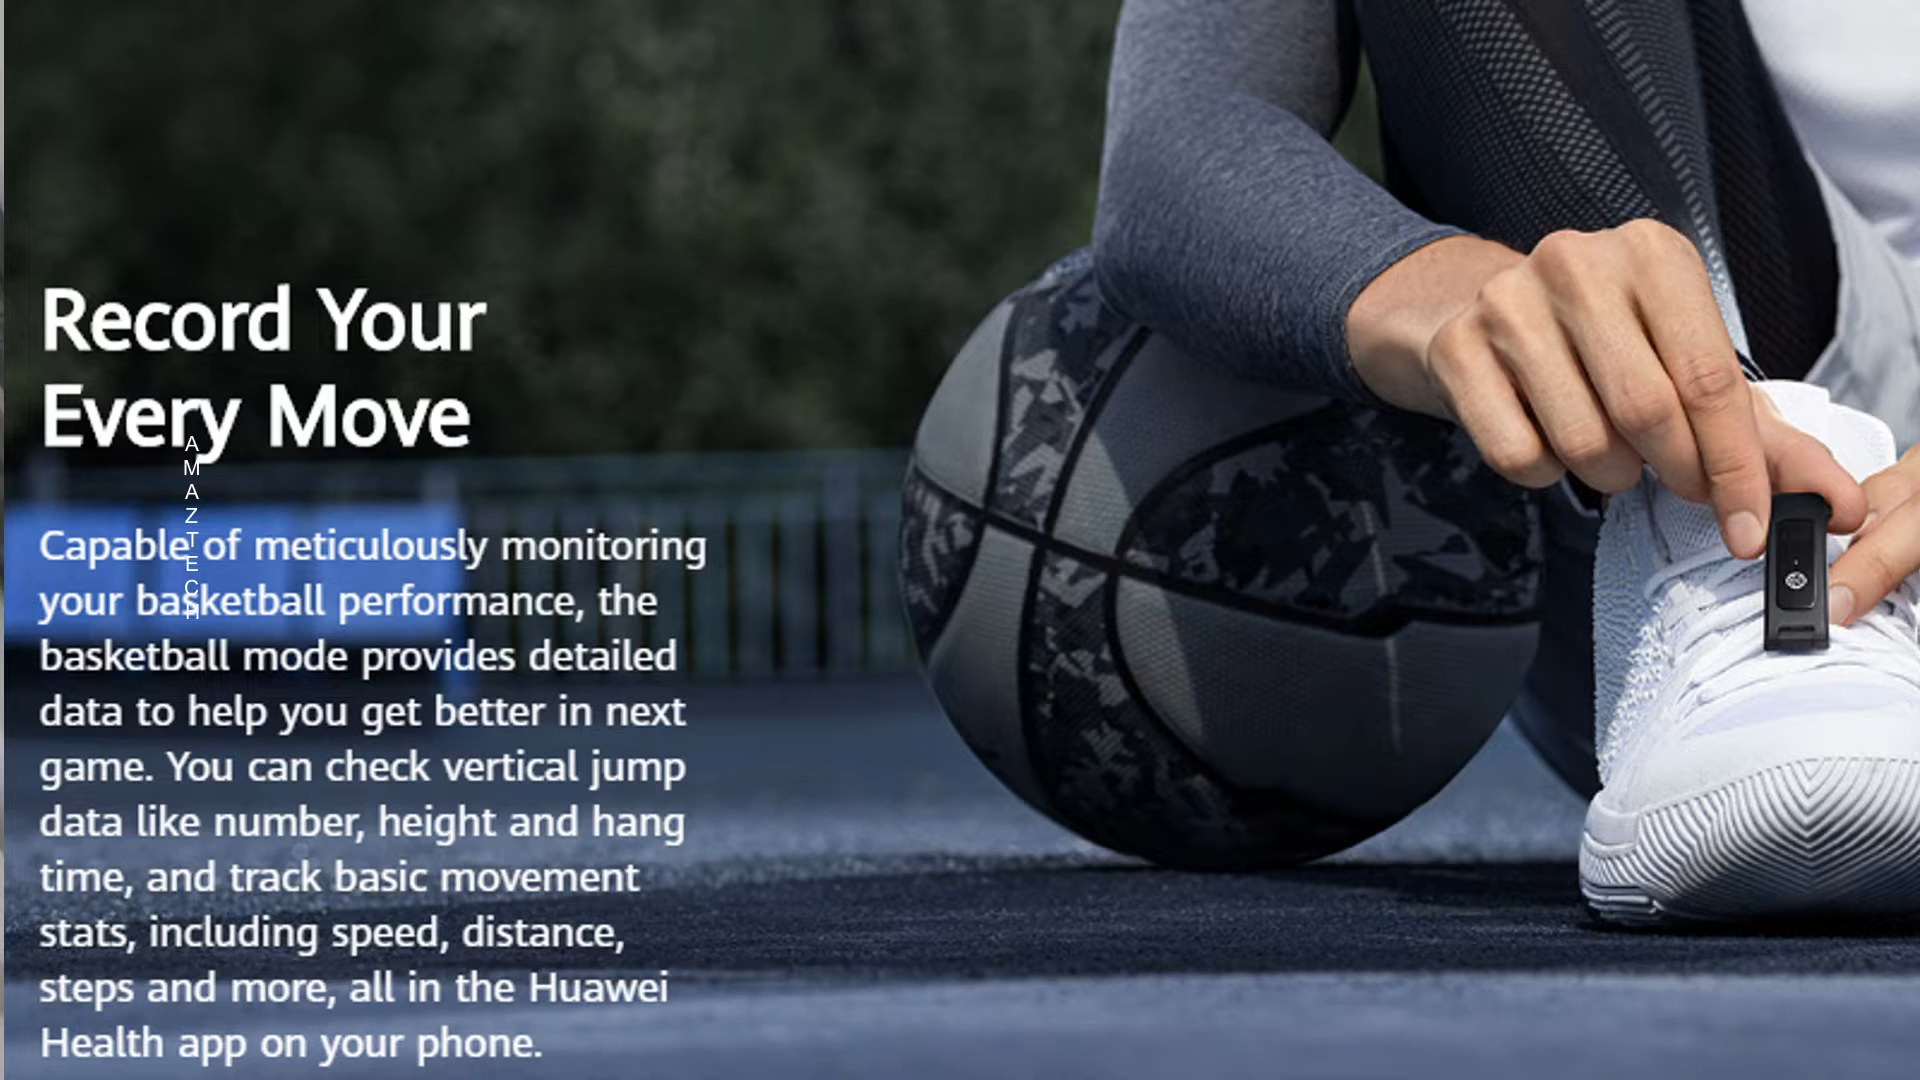 Record Your
Every Move
AMAZTECH
Capable of meticulously monitoring
your basketball performance, the
basketball mode provides detailed
data to help you get better in next
game. You can check vertical jump
data like number, height and hang
time, and track basic movement
stats, including speed, distance,
steps and more, all in the Huawei
Health app on your phone.